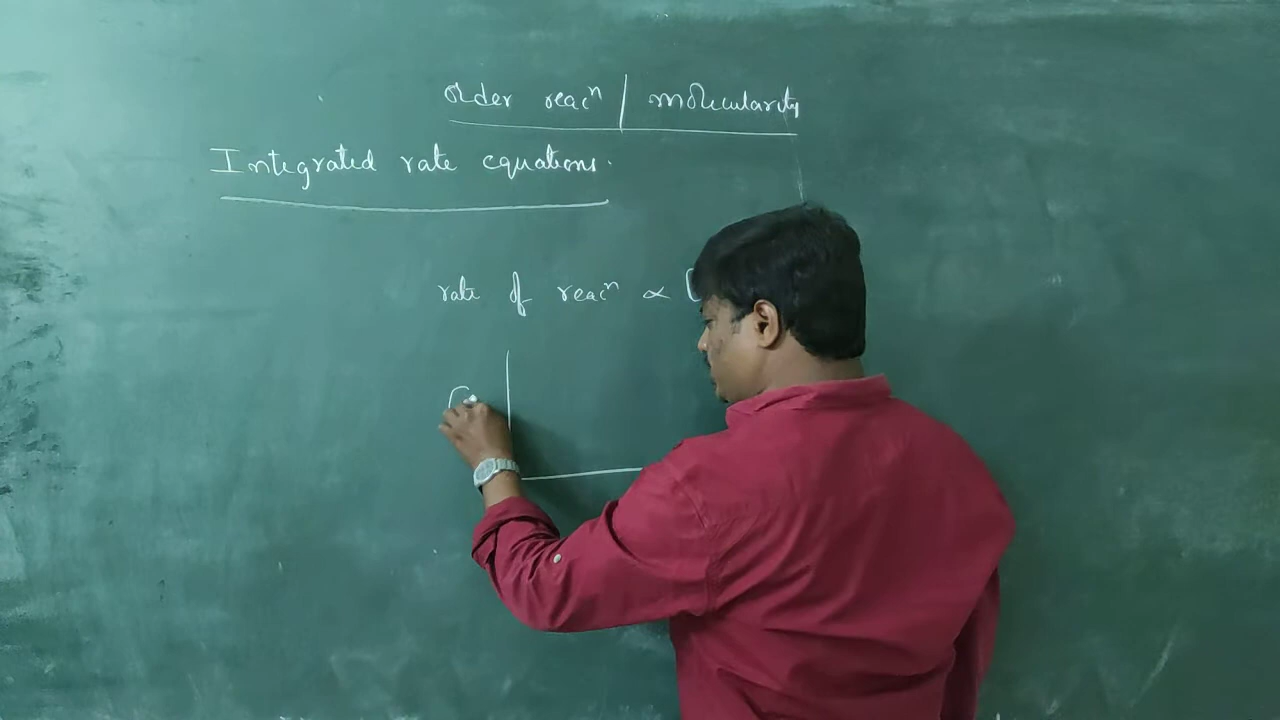 Order reacⁿ | molecularity
Integrated rate equations.
rate of reacⁿ ∝ [